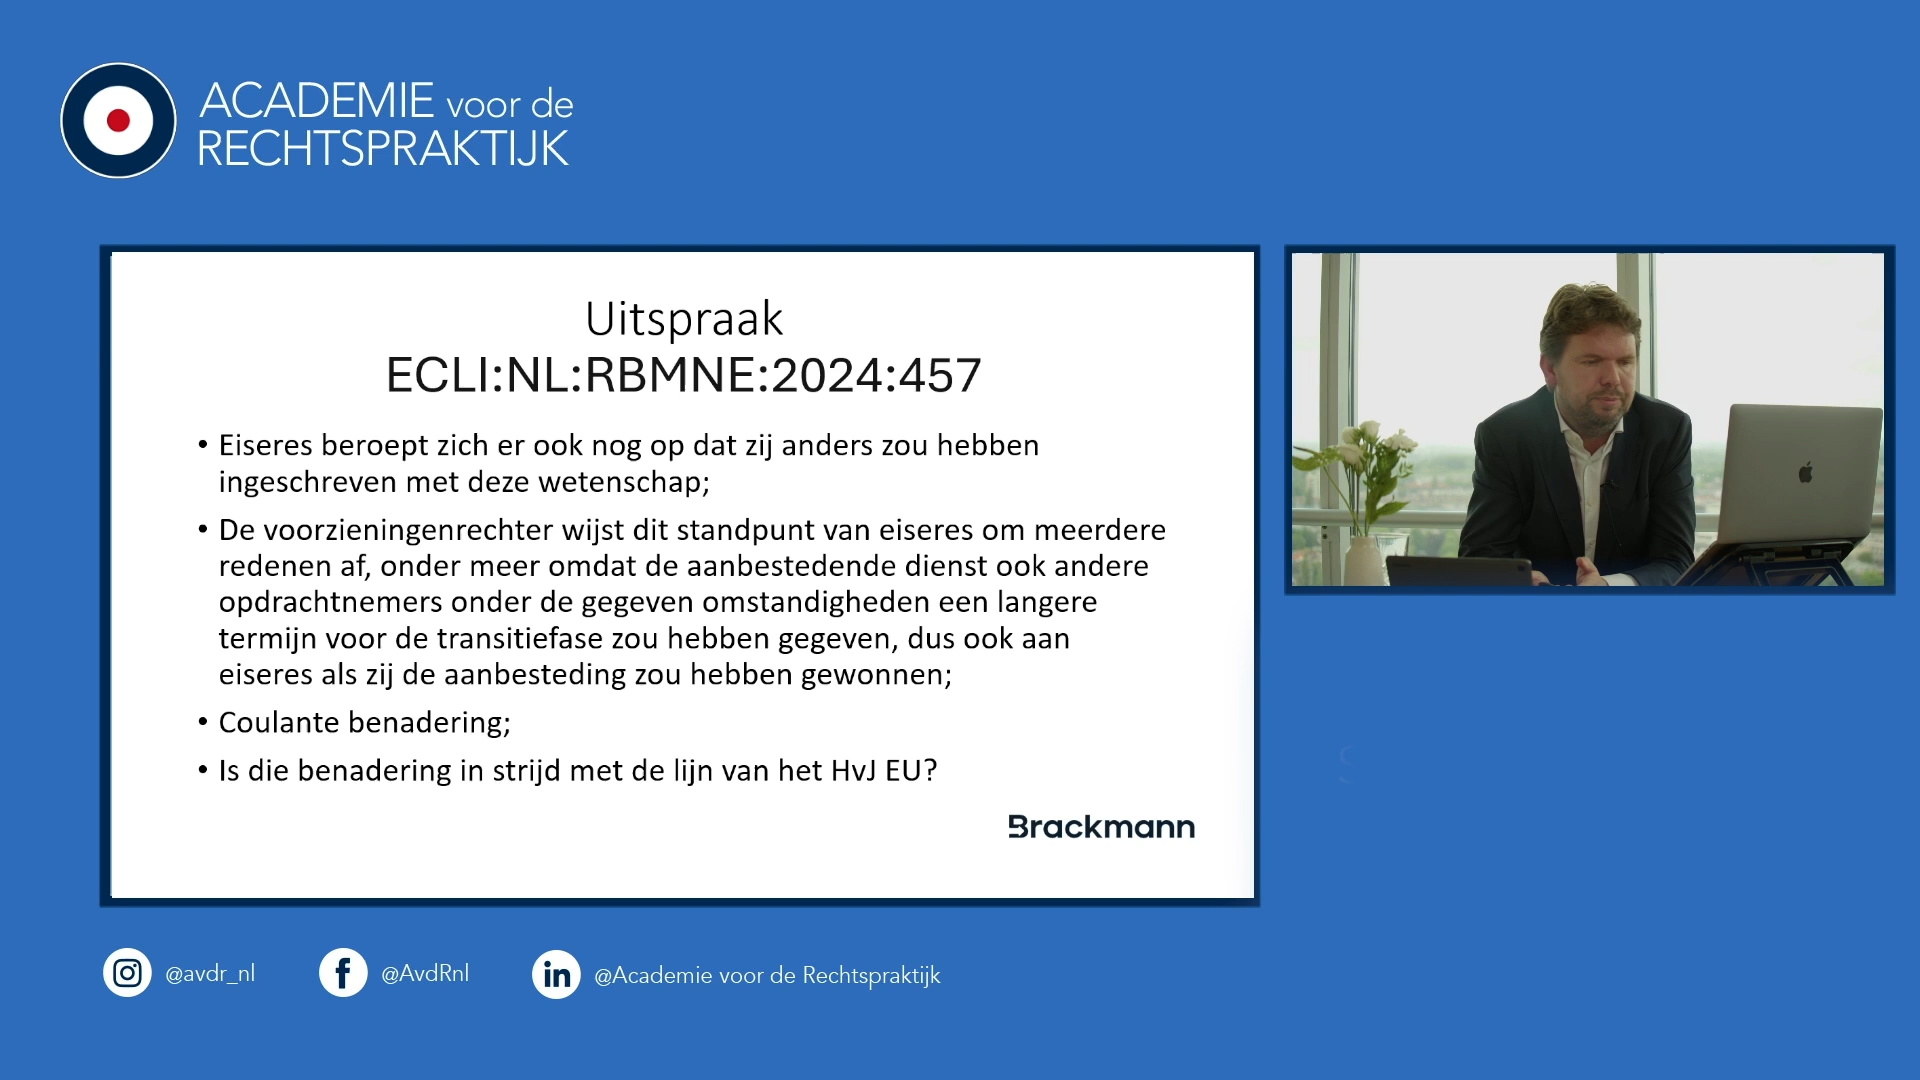 ACADEMIE voor de
RECHTSPRAKTIJK
Uitspraak
ECLI:NL:RBMNE:2024:457
• Eiseres beroept zich er ook nog op dat zij anders zou hebben
ingeschreven met deze wetenschap;
• De voorzieningenrechter wijst dit standpunt van eiseres om meerdere
redenen af, onder meer omdat de aanbestedende dienst ook andere
opdrachtnemers onder de gegeven omstandigheden een langere
termijn voor de transitiefase zou hebben gegeven, dus ook aan
eiseres als zij de aanbesteding zou hebben gewonnen;
• Coulante benadering;
• Is die benadering in strijd met de lijn van het HvJ EU?
Brackmann
@avdr_nl
@AvdRnl
@Academie voor de Rechtspraktijk